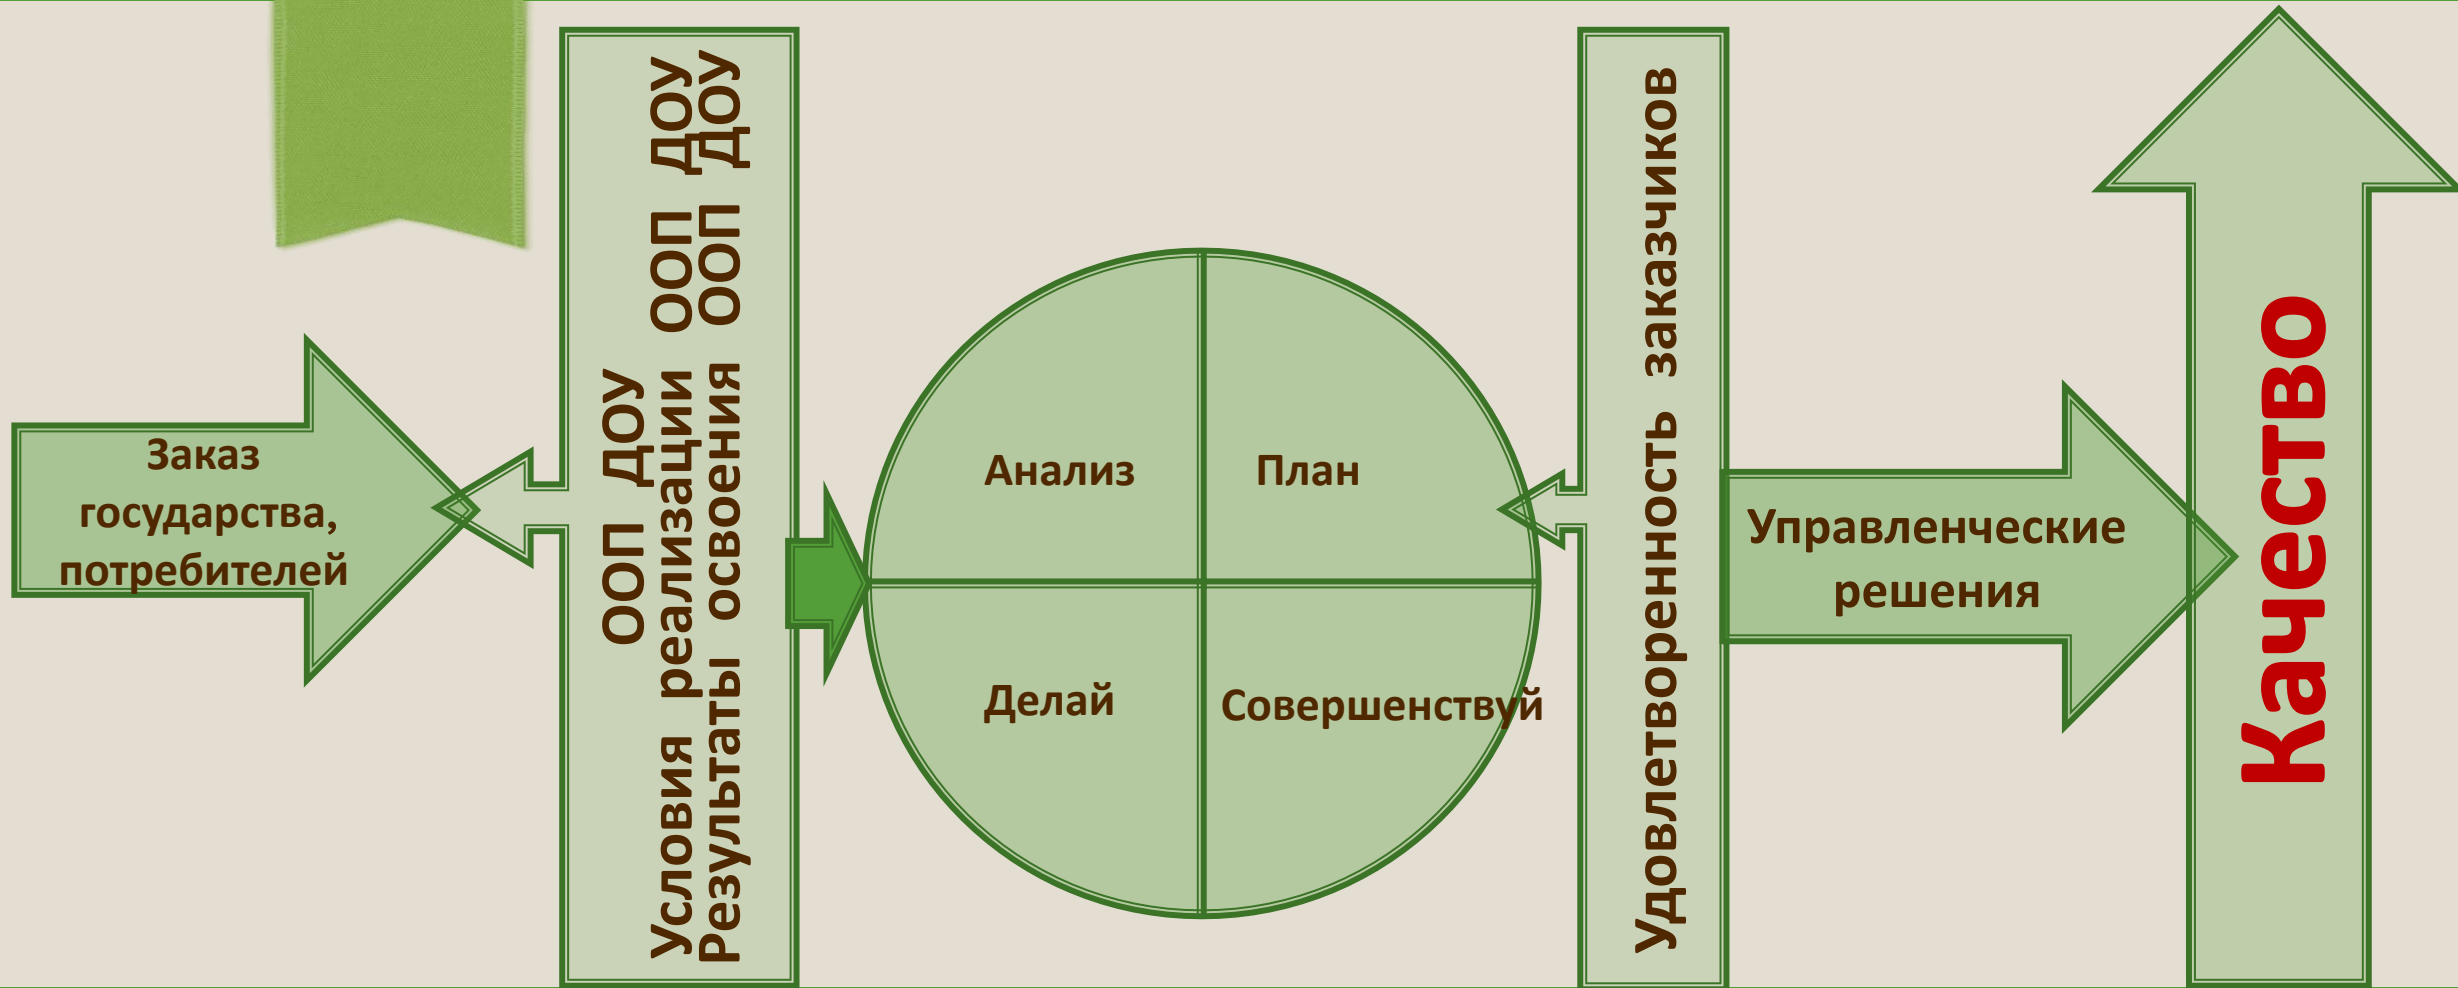 Заказ
государства,
потребителей
ООП ДОУ
Условия реализации ООП ДОУ
Результаты освоения ООП ДОУ
Анализ
План
Делай
Совершенствуй
Удовлетворенность заказчиков
Управленческие
решения
Качество